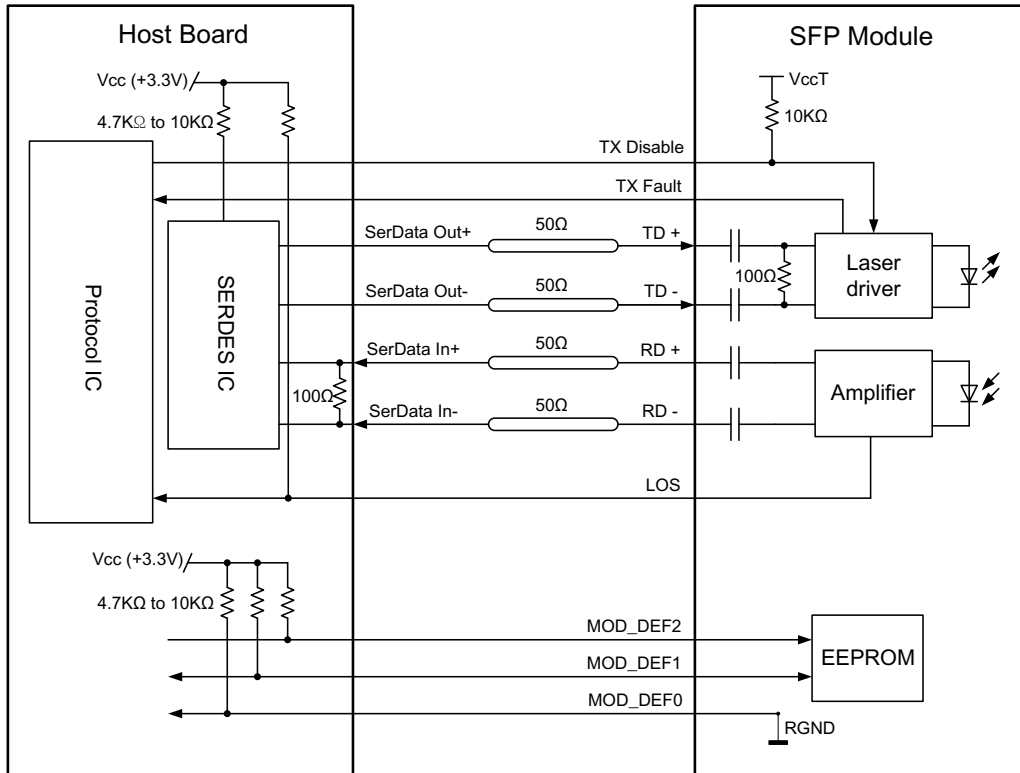 Host Board
SFP Module
Vcc (+3.3V)
4.7KΩ to 10KΩ
VccT
10KΩ
TX Disable
TX Fault
Protocol IC
SERDES IC
SerData Out+
50Ω
TD +
SerData Out-
50Ω
TD -
100Ω
Laser
driver
SerData In+
50Ω
RD +
100Ω
SerData In-
50Ω
RD -
Amplifier
LOS
Vcc (+3.3V)
4.7KΩ to 10KΩ
MOD_DEF2
MOD_DEF1
MOD_DEF0
EEPROM
RGND